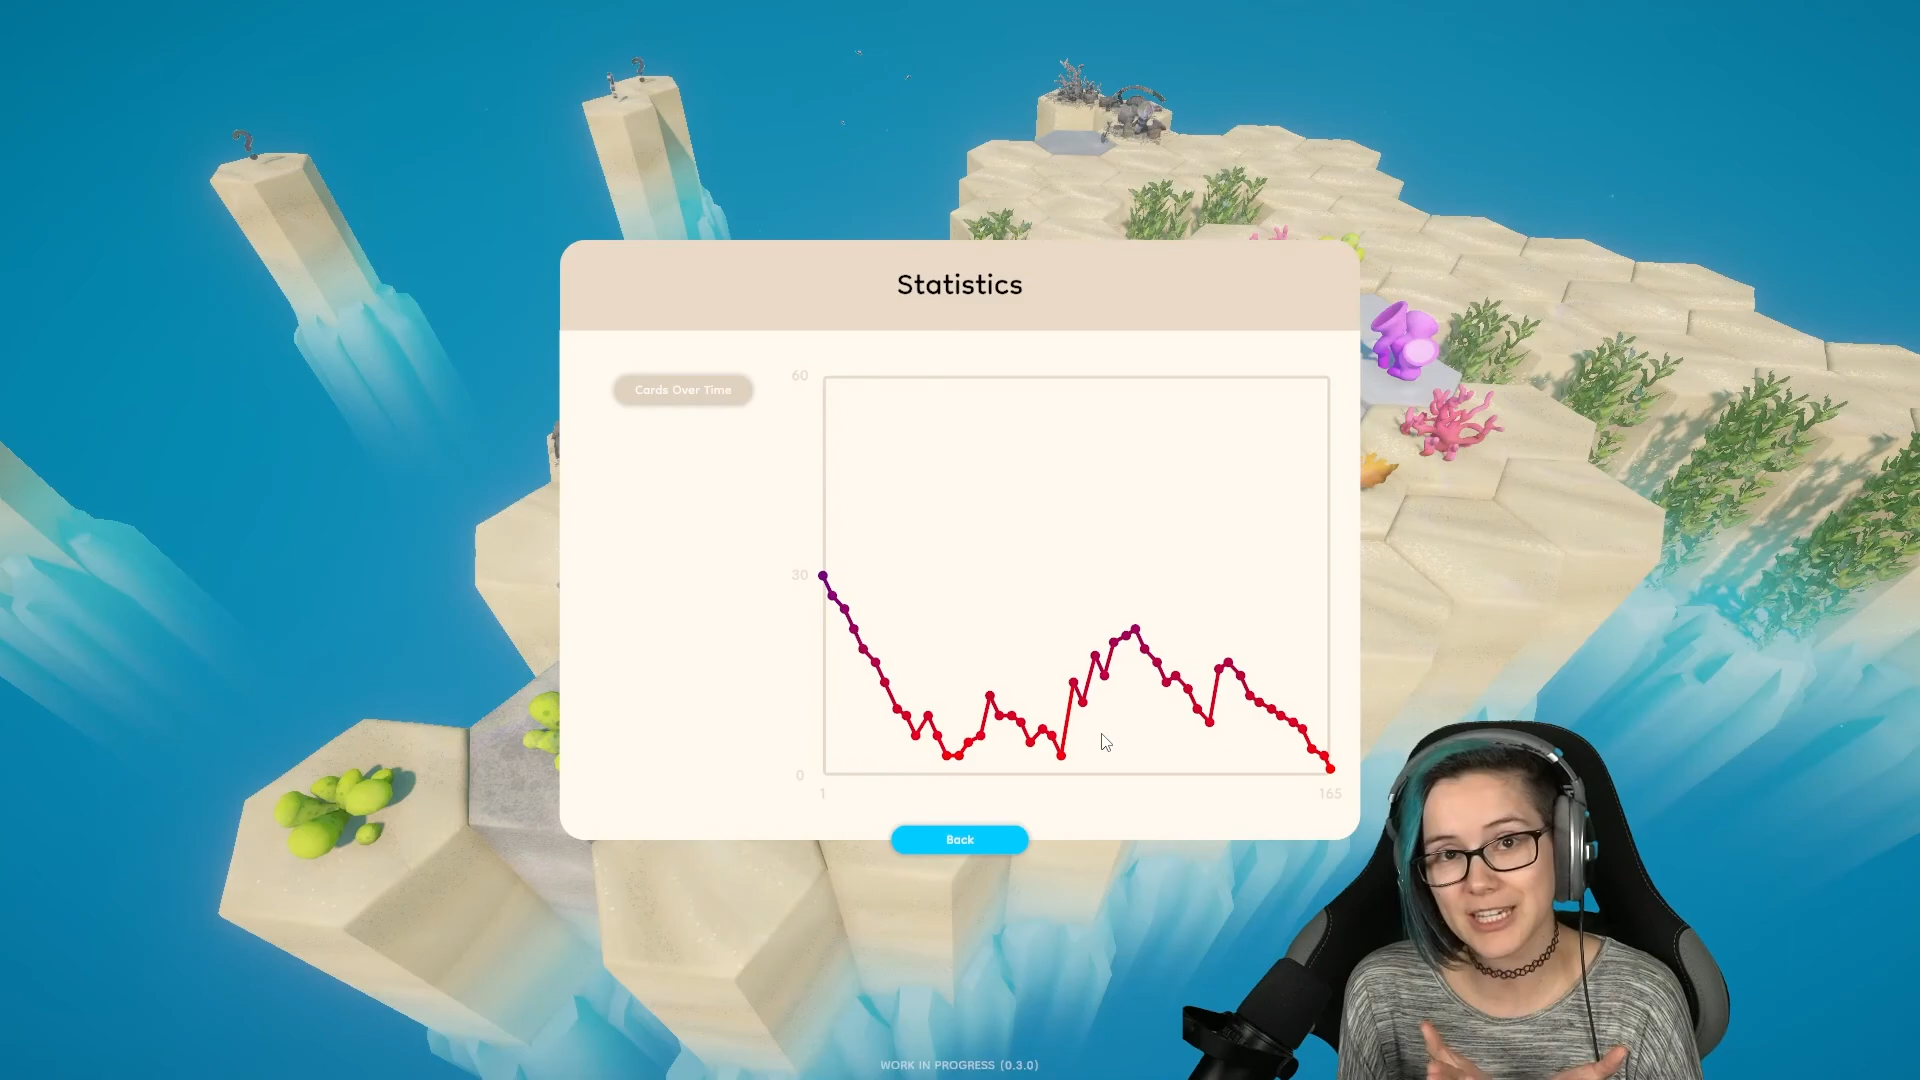 Statistics
Cards Over Time
60
30
0
1
165
Back
WORK IN PROGRESS (0.3.0)